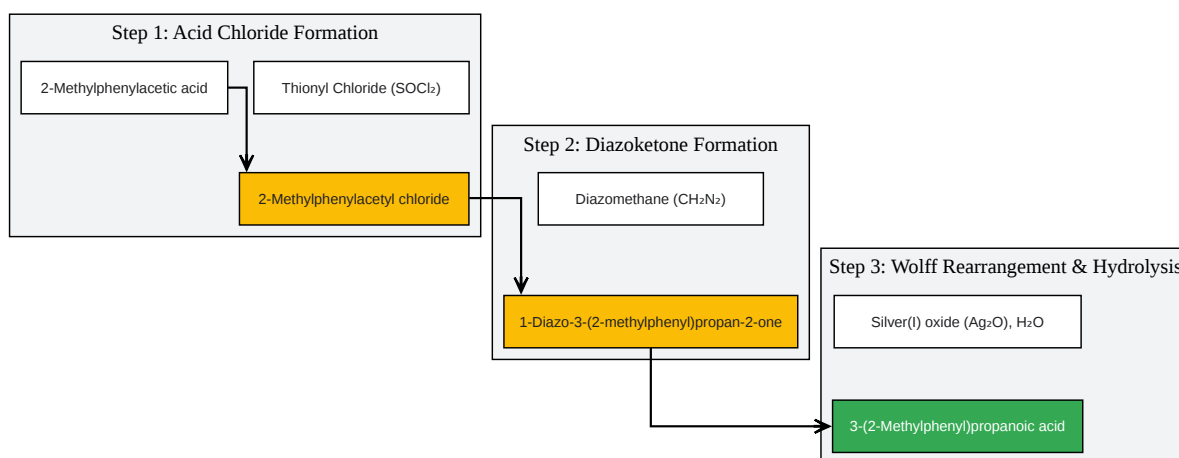 Step 1: Acid Chloride Formation
2-Methylphenylacetic acid
Thionyl Chloride (SOCl₂)
2-Methylphenylacetyl chloride
Step 2: Diazoketone Formation
Diazomethane (CH₂N₂)
1-Diazo-3-(2-methylphenyl)propan-2-one
Step 3: Wolff Rearrangement & Hydrolysis
Silver(I) oxide (Ag₂O), H₂O
3-(2-Methylphenyl)propanoic acid